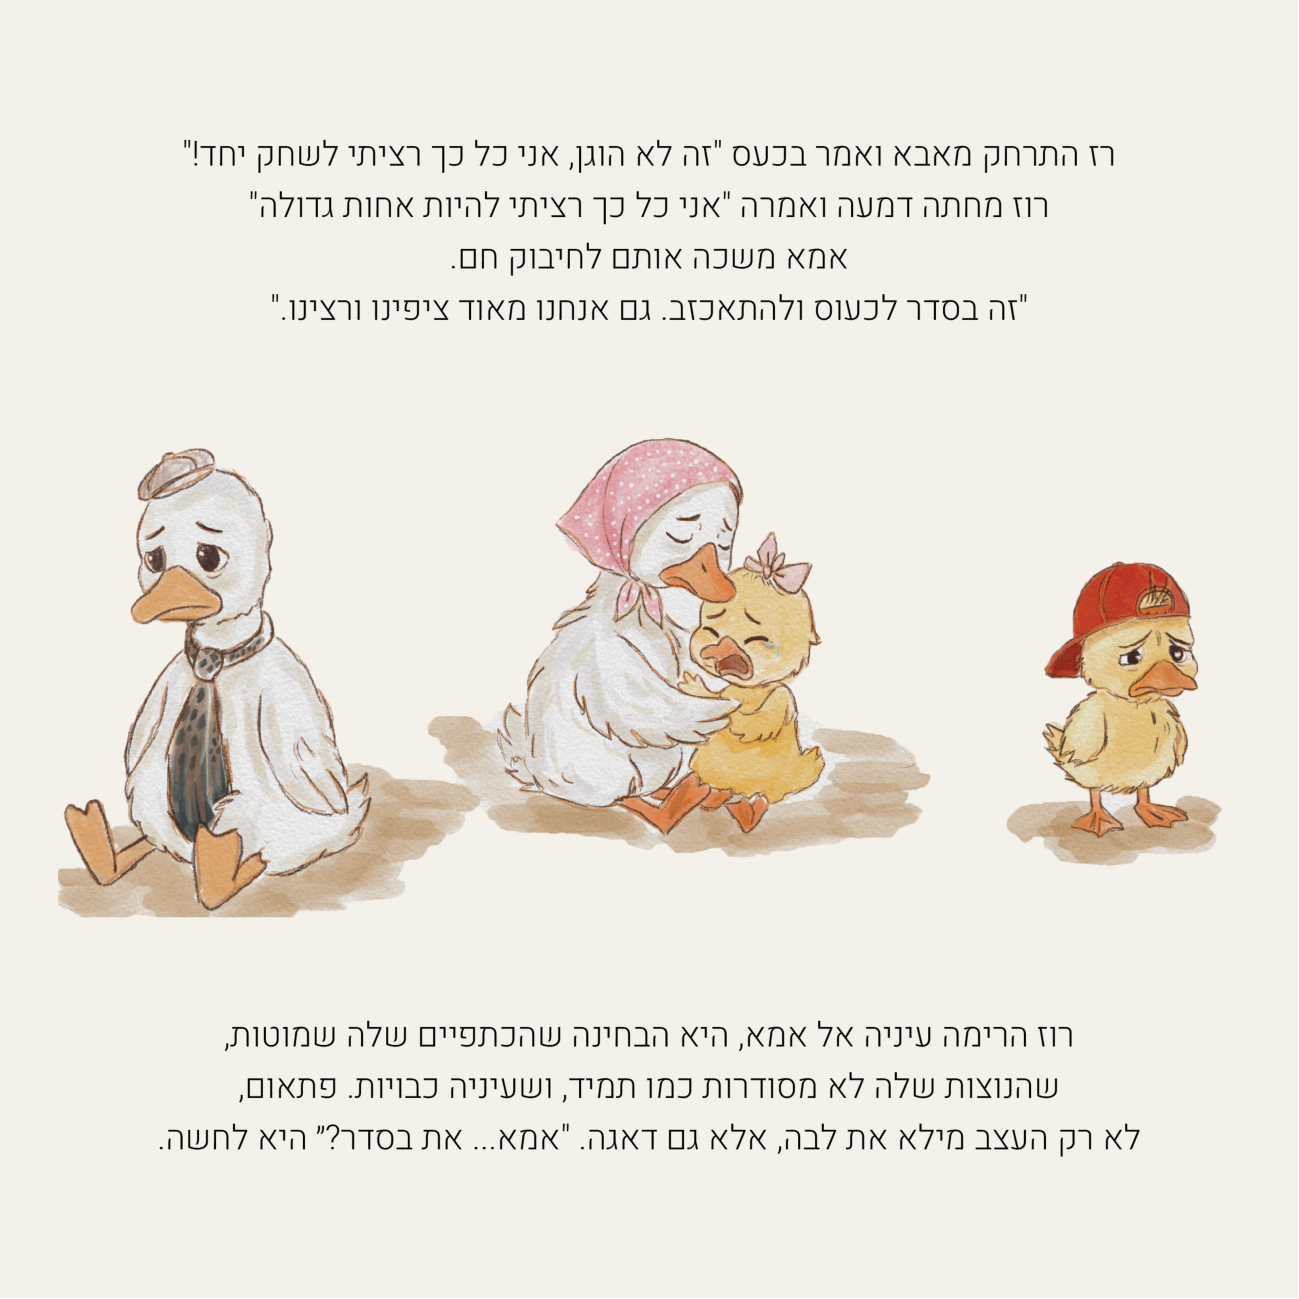 רז התרחק מאבא ואמר בכעס "זה לא הוגן, אני כל כך רציתי לשחק יחד!"
רוז מחתה דמעה ואמרה "אני כל כך רציתי להיות אחות גדולה"
אמא משכה אותם לחיבוק חם.
"זה בסדר לכעוס ולהתאכזב. גם אנחנו מאוד ציפינו ורצינו."
רוז הרימה עיניה אל אמא, היא הבחינה שהכתפיים שלה שמוטות,
שהנוצות שלה לא מסודרות כמו תמיד, ושעיניה כבויות. פתאום,
לא רק העצב מילא את לבה, אלא גם דאגה. "אמא... את בסדר?״ היא לחשה.